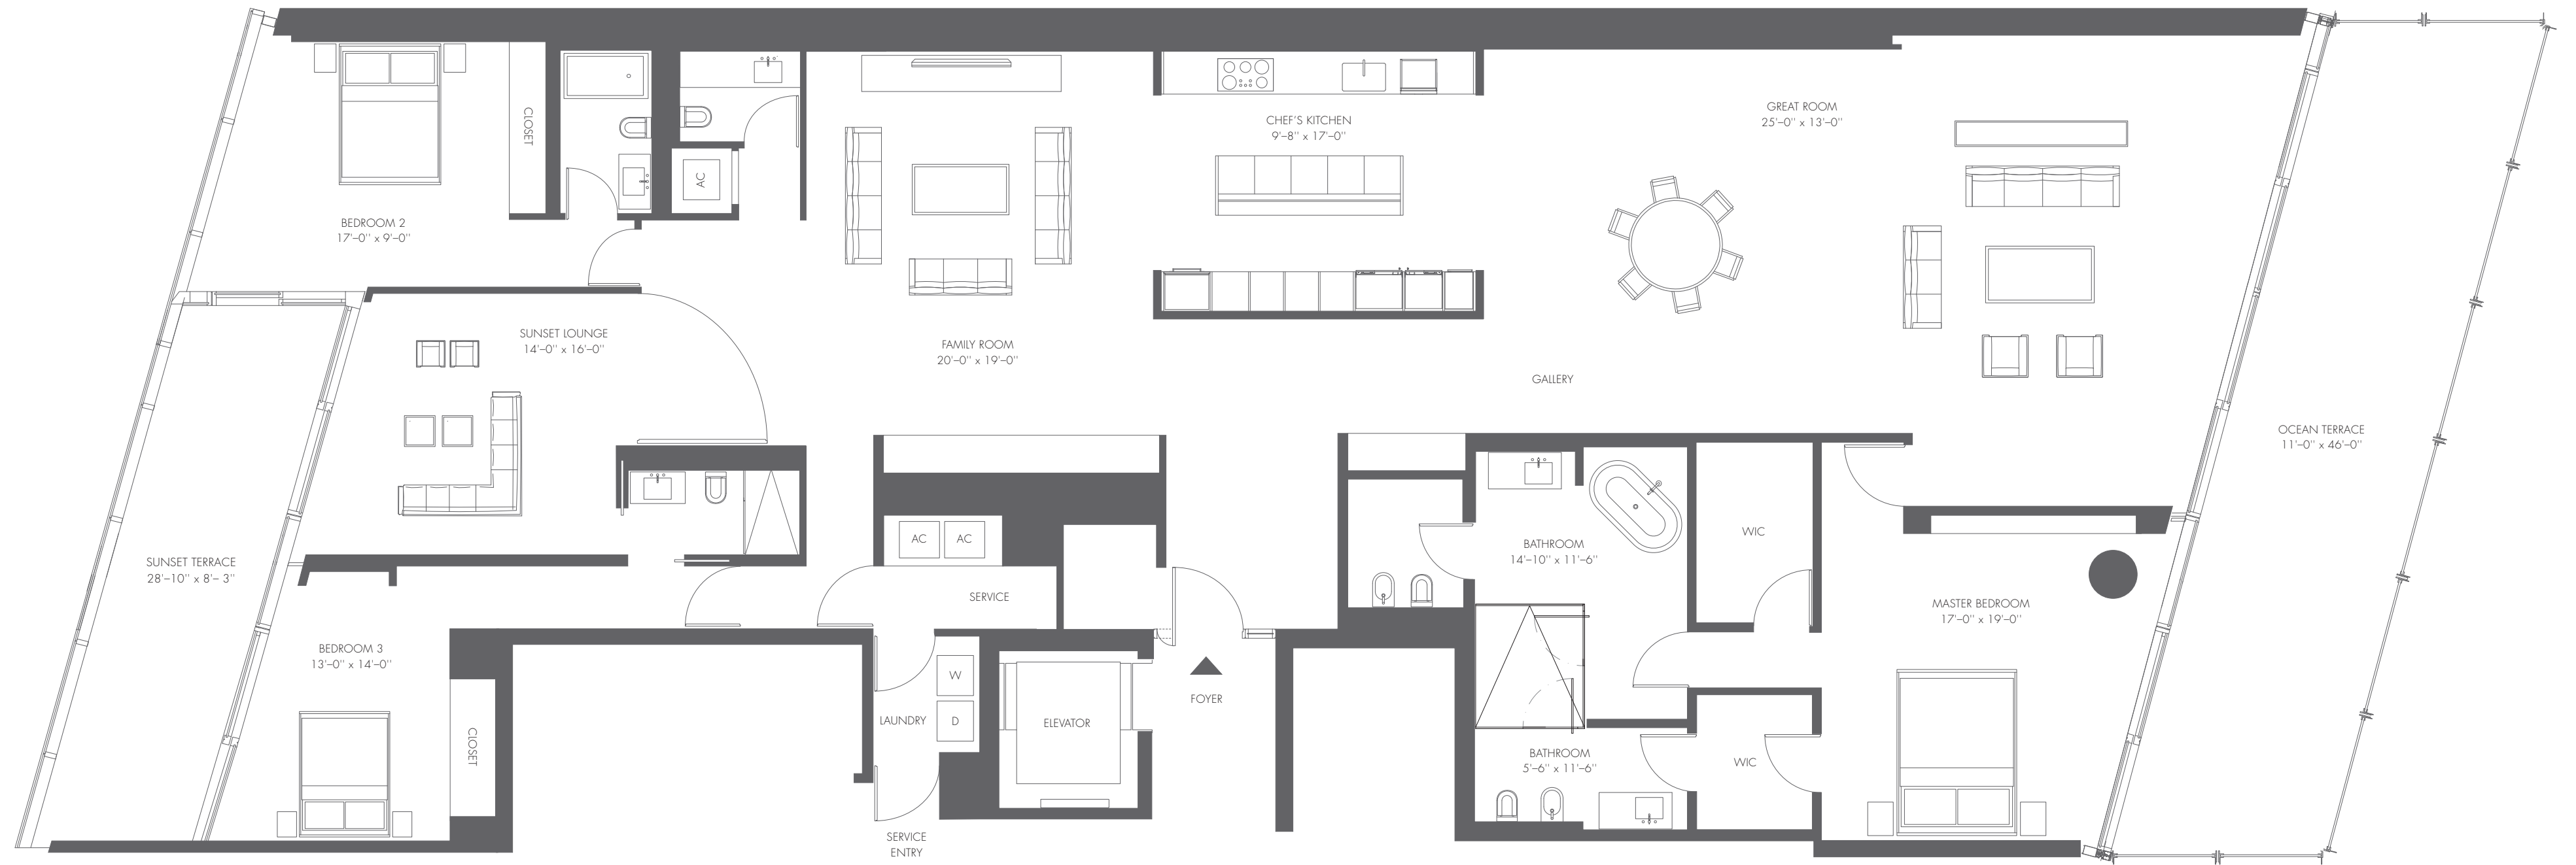 CLOSET
BEDROOM 2
17'–0'' x 9'–0''
AC
CHEF'S KITCHEN
9'–8'' x 17'–0''
GREAT ROOM
25'–0'' x 13'–0''
SUNSET LOUNGE
14'–0'' x 16'–0''
FAMILY ROOM
20'–0'' x 19'–0''
GALLERY
OCEAN TERRACE
11'–0'' x 46'–0''
SUNSET TERRACE
28'–10'' x 8'– 3''
AC
AC
SERVICE
BATHROOM
14'–10'' x 11'–6''
WIC
MASTER BEDROOM
17'–0'' x 19'–0''
BEDROOM 3
13'–0'' x 14'–0''
CLOSET
W
LAUNDRY
D
ELEVATOR
FOYER
BATHROOM
5'–6'' x 11'–6''
WIC
SERVICE
ENTRY